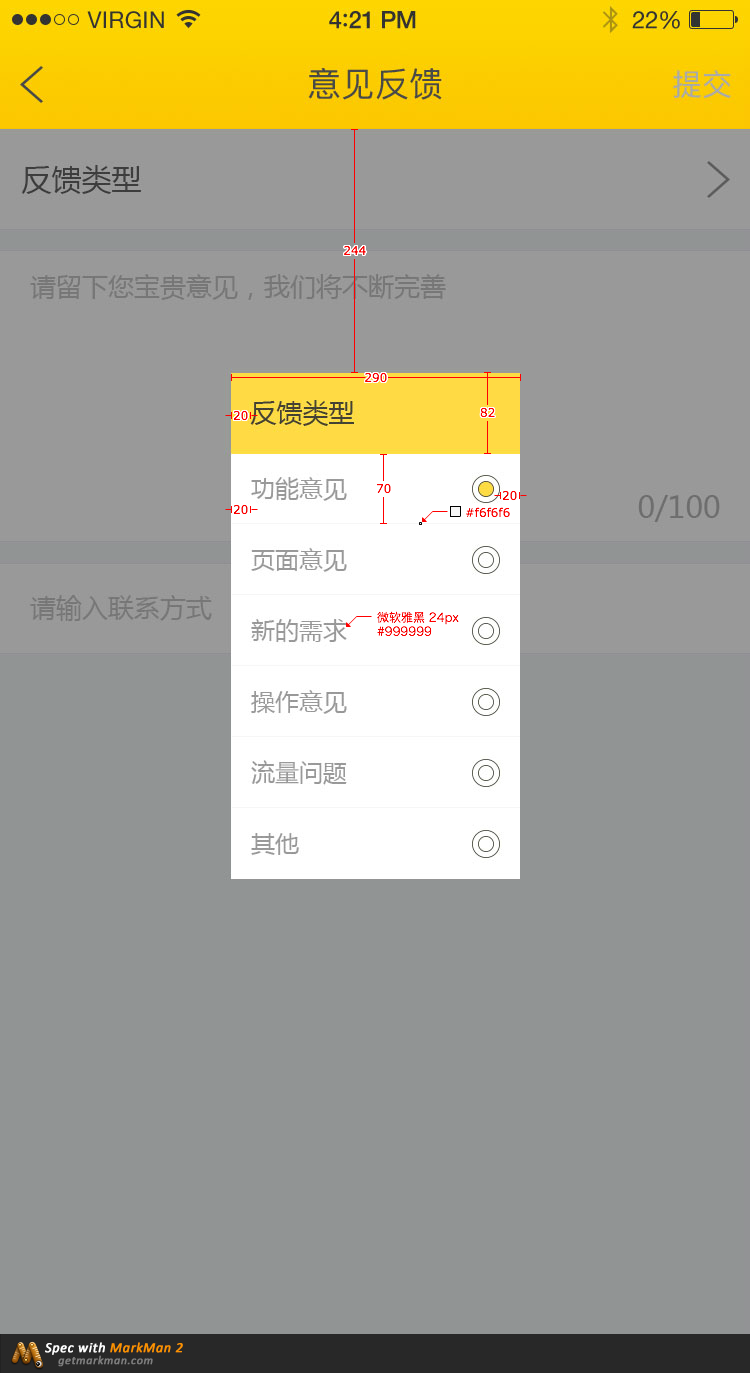 VIRGIN 4:21 PM 22%
意见反馈 提交
反馈类型
244
请留下您宝贵意见，我们将不断完善
290
20 反馈类型 82
功能意见 70 20
20 #f6f6f6 0/100
页面意见
请输入联系方式
新的需求 微软雅黑 24px
#999999
操作意见
流量问题
其他
Spec with MarkMan 2
getmarkman.com